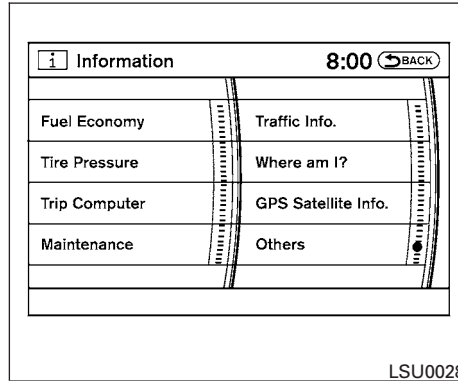 i Information 8:00 BACK
Fuel Economy Traffic Info.
Tire Pressure Where am I?
Trip Computer GPS Satellite Info.
Maintenance Others
LSU0028